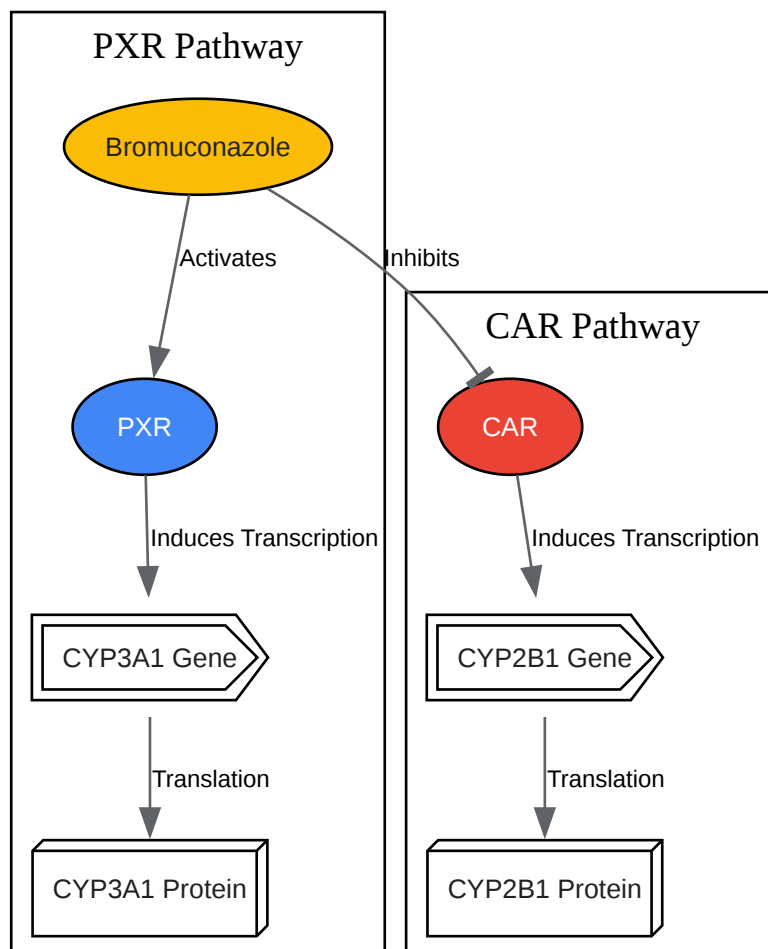 PXR Pathway
Bromuconazole
Activates
Inhibits
CAR Pathway
PXR
CAR
Induces Transcription
Induces Transcription
CYP3A1 Gene
CYP2B1 Gene
Translation
Translation
CYP3A1 Protein
CYP2B1 Protein